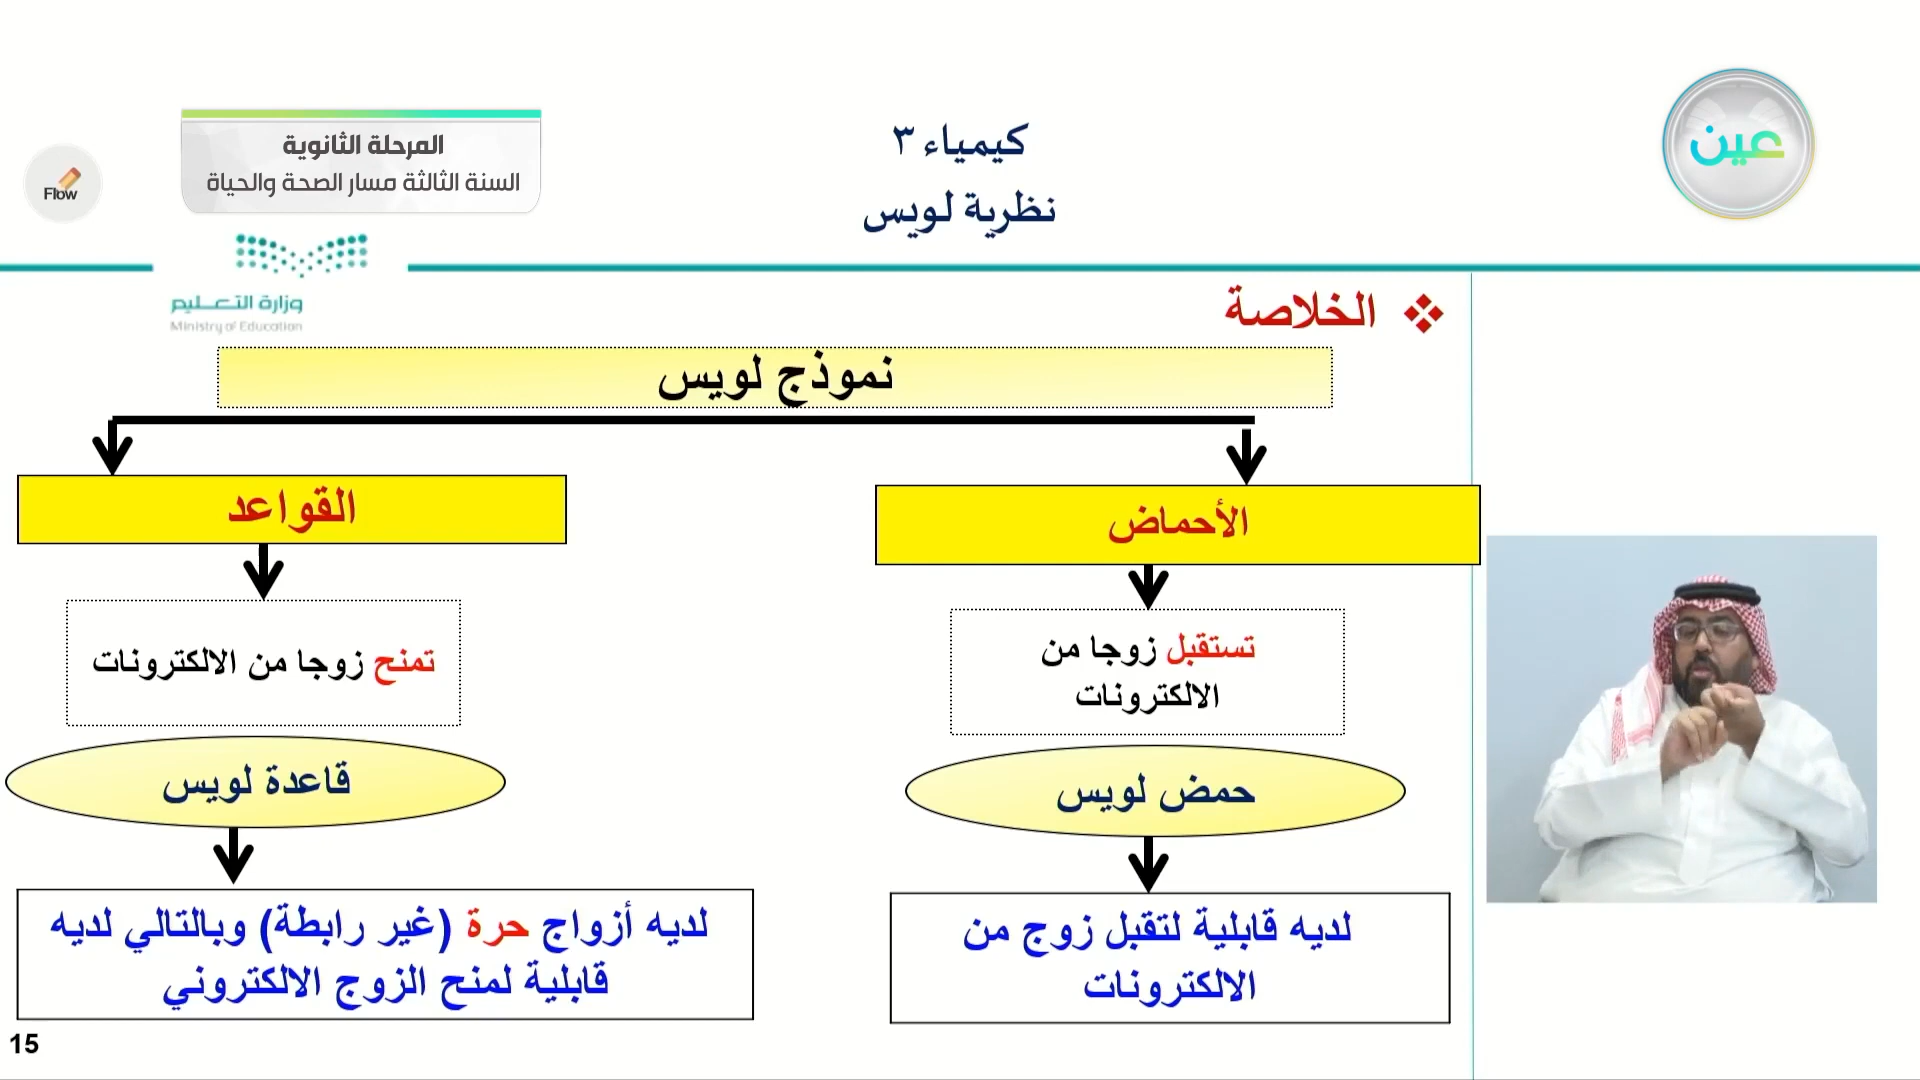 عين
كيمياء ٣
نظرية لويس
المرحلة الثانوية
السنة الثالثة مسار الصحة والحياة
Flow
وزارة التعليم
Ministry of Education
الخلاصة
نموذج لويس
الأحماض
تستقبل زوجا من
الالكترونات
حمض لويس
لديه قابلية لتقبل زوج من
الالكترونات
القواعد
تمنح زوجا من الالكترونات
قاعدة لويس
لديه أزواج حرة (غير رابطة) وبالتالي لديه
قابلية لمنح الزوج الالكتروني
15